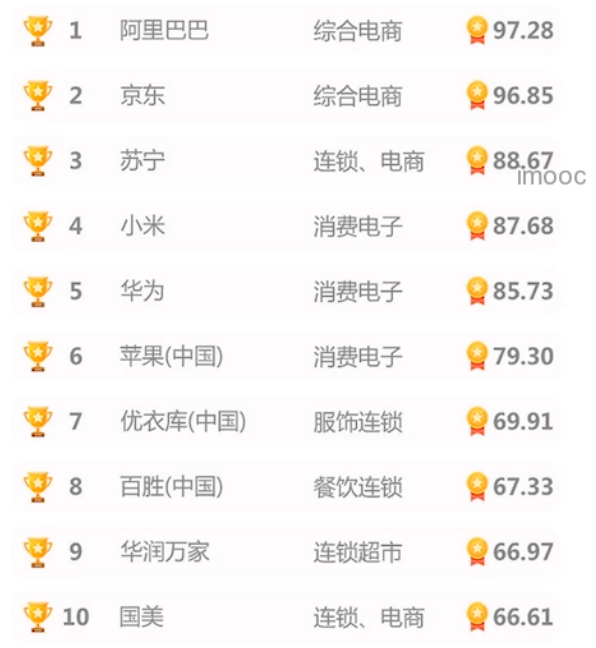 1 阿里巴巴 综合电商 97.28
2 京东 综合电商 96.85
3 苏宁 连锁、电商 88.67
imooc
4 小米 消费电子 87.68
5 华为 消费电子 85.73
6 苹果(中国) 消费电子 79.30
7 优衣库(中国) 服饰连锁 69.91
8 百胜(中国) 餐饮连锁 67.33
9 华润万家 连锁超市 66.97
10 国美 连锁、电商 66.61